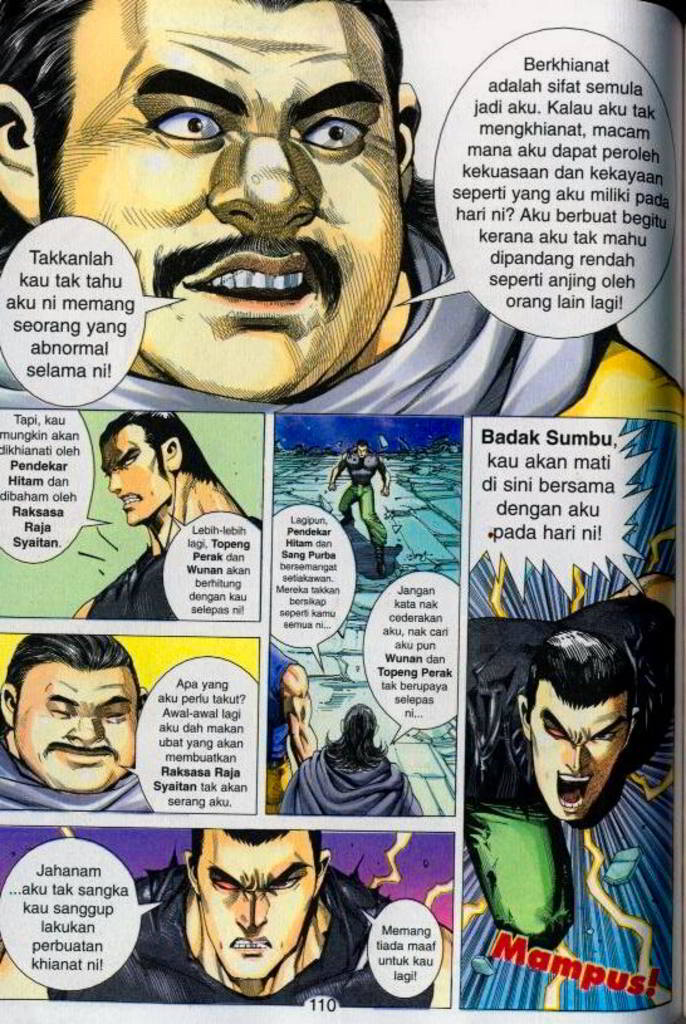 Berkhianat
adalah sifat semula
jadi aku. Kalau aku tak
mengkhianat, macam
mana aku dapat peroleh
kekuasaan dan kekayaan
seperti yang aku miliki pada
hari ni? Aku berbuat begitu
kerana aku tak mahu
dipandang rendah
seperti anjing oleh
orang lain lagi!
Takkanlah
kau tak tahu
aku ni memang
seorang yang
abnormal
selama ni!
Tapi, kau
mungkin akan
dikhianati oleh
Pendekar
Hitam dan
dibaham oleh
Raksasa
Raja
Syaitan.
Lebih-lebih
lagi, Topeng
Perak dan
Wunan akan
berhitung
dengan kau
selepas ni!
Lagipun,
Pendekar
Hitam dan
Sang Purba
bersemangat
setiakawan.
Mereka takkan
bersikap
seperti kamu
semua ni...
Jangan
kata nak
cederakan
aku, nak cari
aku pun
Wunan dan
Topeng Perak
tak berupaya
selepas
ni...
Badak Sumbu,
kau akan mati
di sini bersama
dengan aku
pada hari ni!
Apa yang
aku perlu takut?
Awal-awal lagi
aku dah makan
ubat yang akan
membuatkan
Raksasa Raja
Syaitan tak akan
serang aku.
Jahanam
...aku tak sangka
kau sanggup
lakukan
perbuatan
khianat ni!
Memang
tiada maaf
untuk kau
lagi!
Mampus!
110